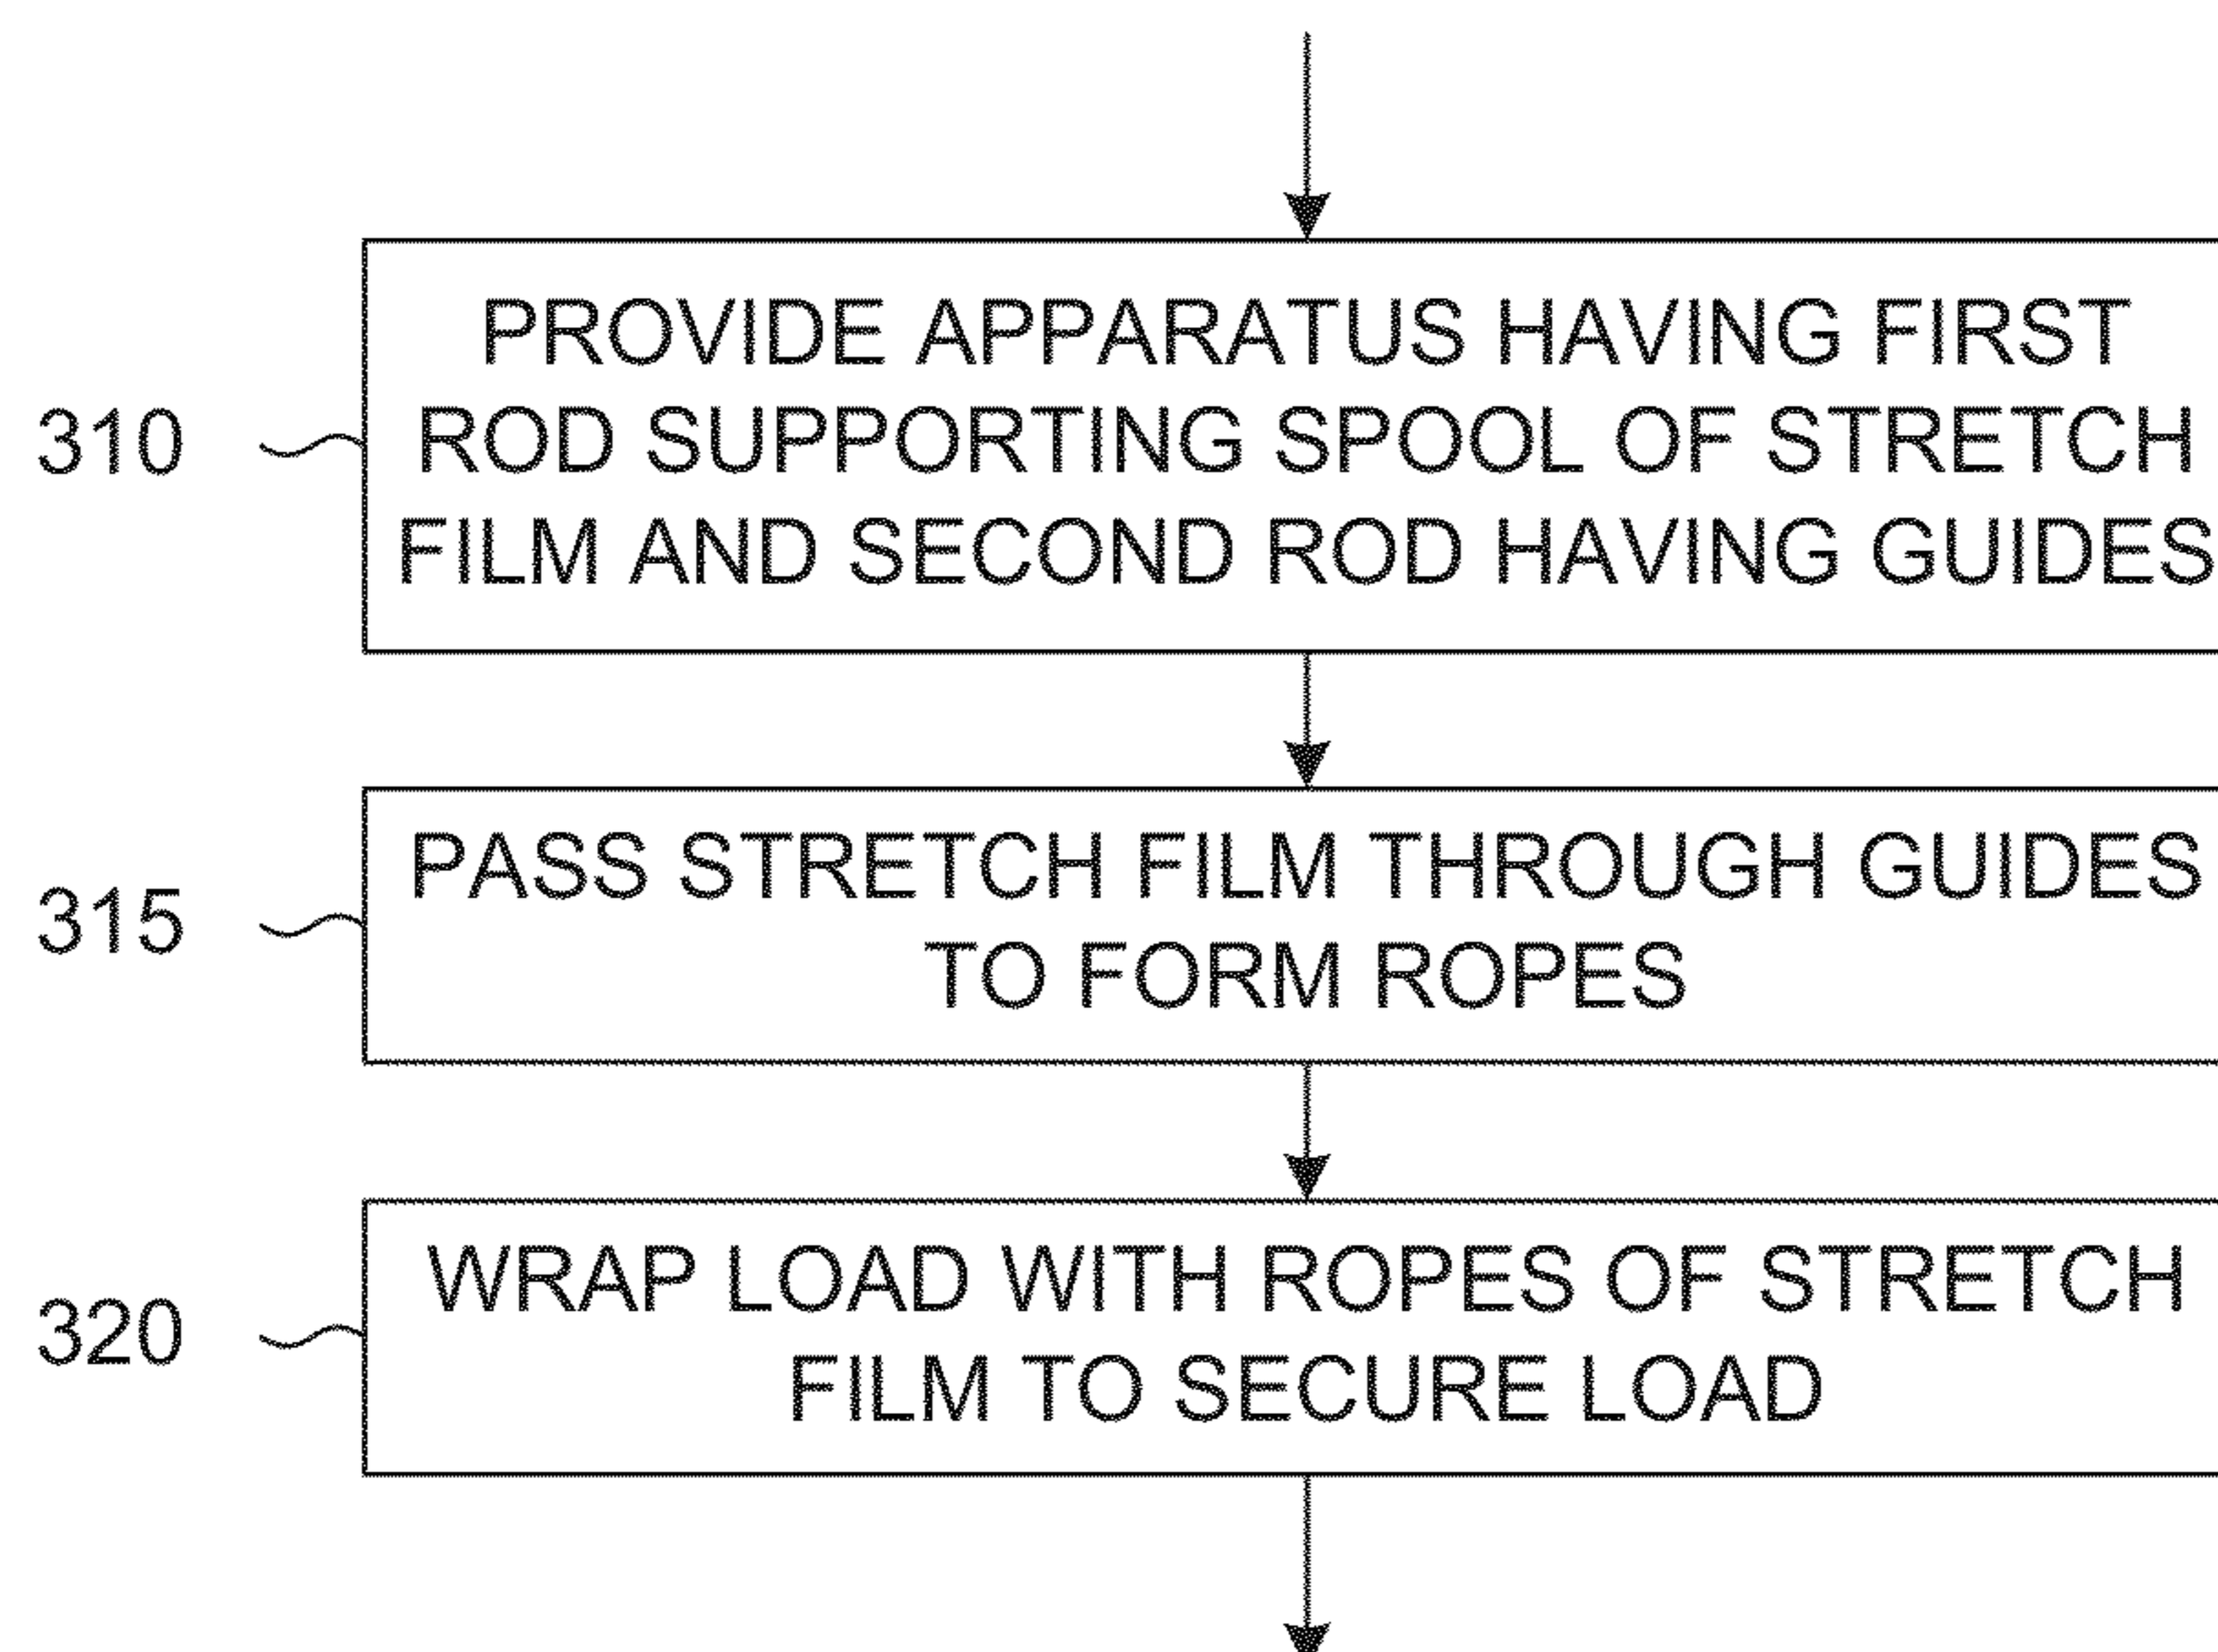 PROVIDE APPARATUS HAVING FIRST
310 ROD SUPPORTING SPOOL OF STRETCH
FILM AND SECOND ROD HAVING GUIDES
PASS STRETCH FILM THROUGH GUIDES
315
TO FORM ROPES
WRAP LOAD WITH ROPES OF STRETCH
320
FILM TO SECURE LOAD